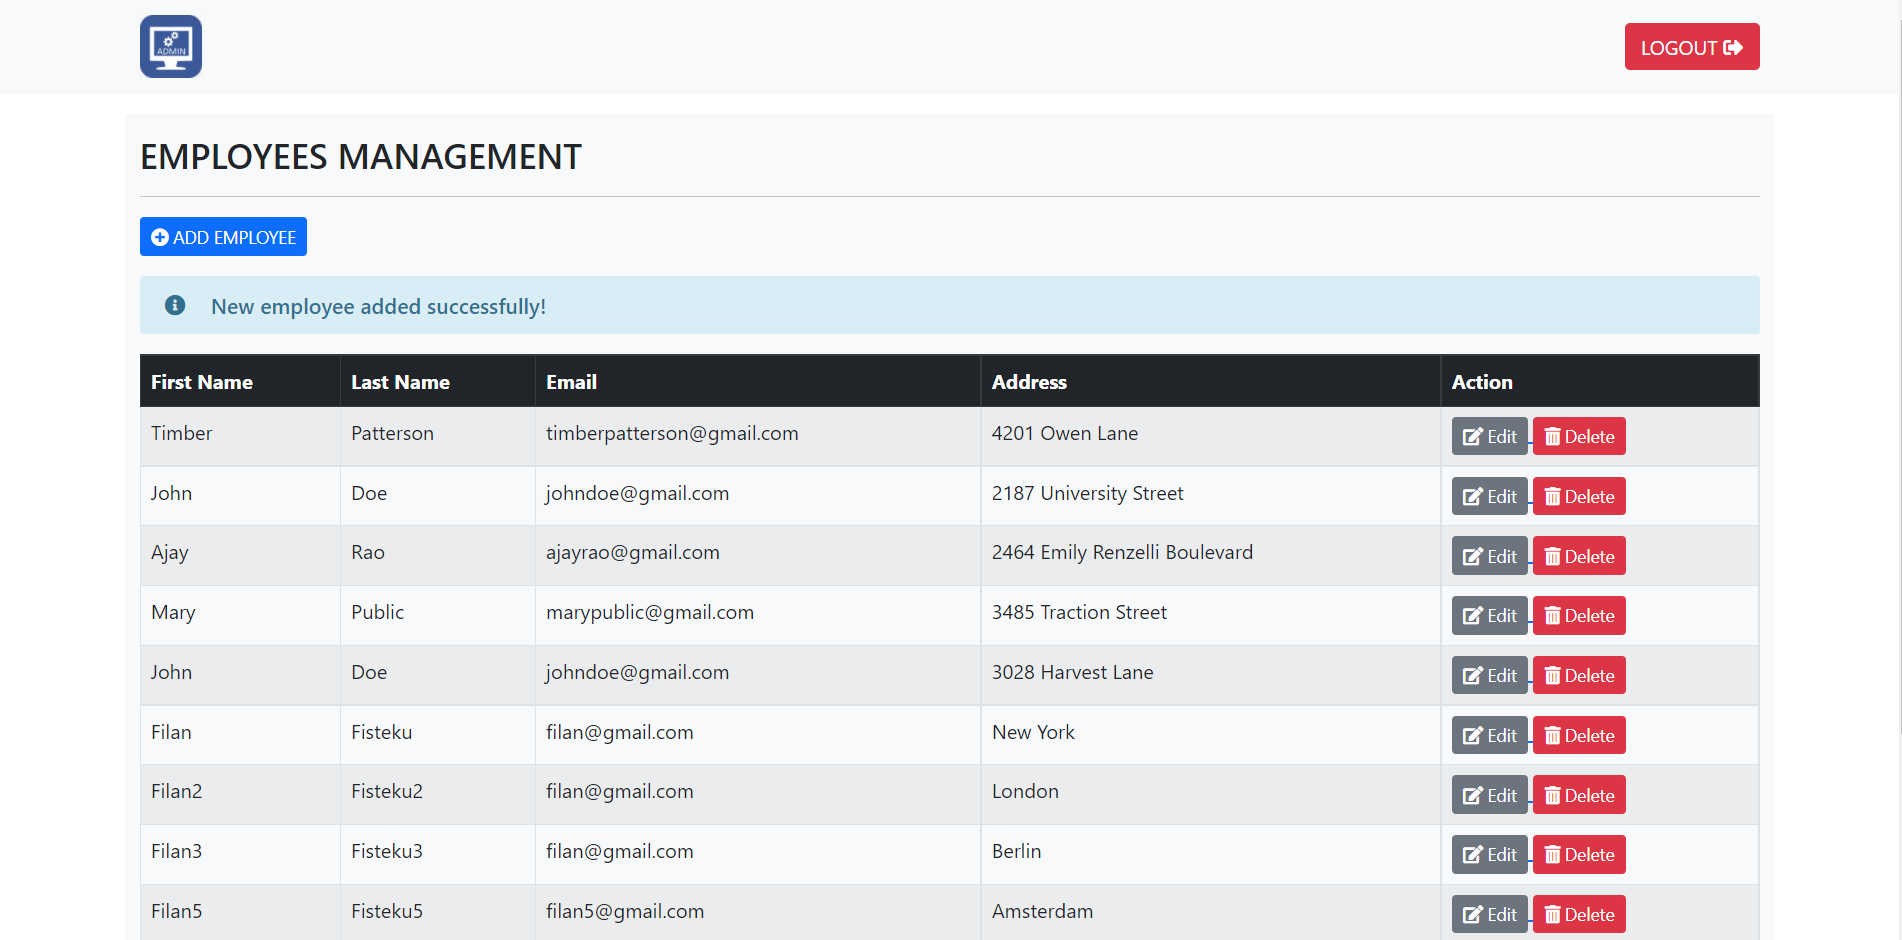 ADMIN
LOGOUT
EMPLOYEES MANAGEMENT
ADD EMPLOYEE
New employee added successfully!
First Name Last Name Email Address Action
Timber Patterson timberpatterson@gmail.com 4201 Owen Lane Edit Delete
John Doe johndoe@gmail.com 2187 University Street Edit Delete
Ajay Rao ajayrao@gmail.com 2464 Emily Renzelli Boulevard Edit Delete
Mary Public marypublic@gmail.com 3485 Traction Street Edit Delete
John Doe johndoe@gmail.com 3028 Harvest Lane Edit Delete
Filan Fisteku filan@gmail.com New York Edit Delete
Filan2 Fisteku2 filan@gmail.com London Edit Delete
Filan3 Fisteku3 filan@gmail.com Berlin Edit Delete
Filan5 Fisteku5 filan5@gmail.com Amsterdam Edit Delete